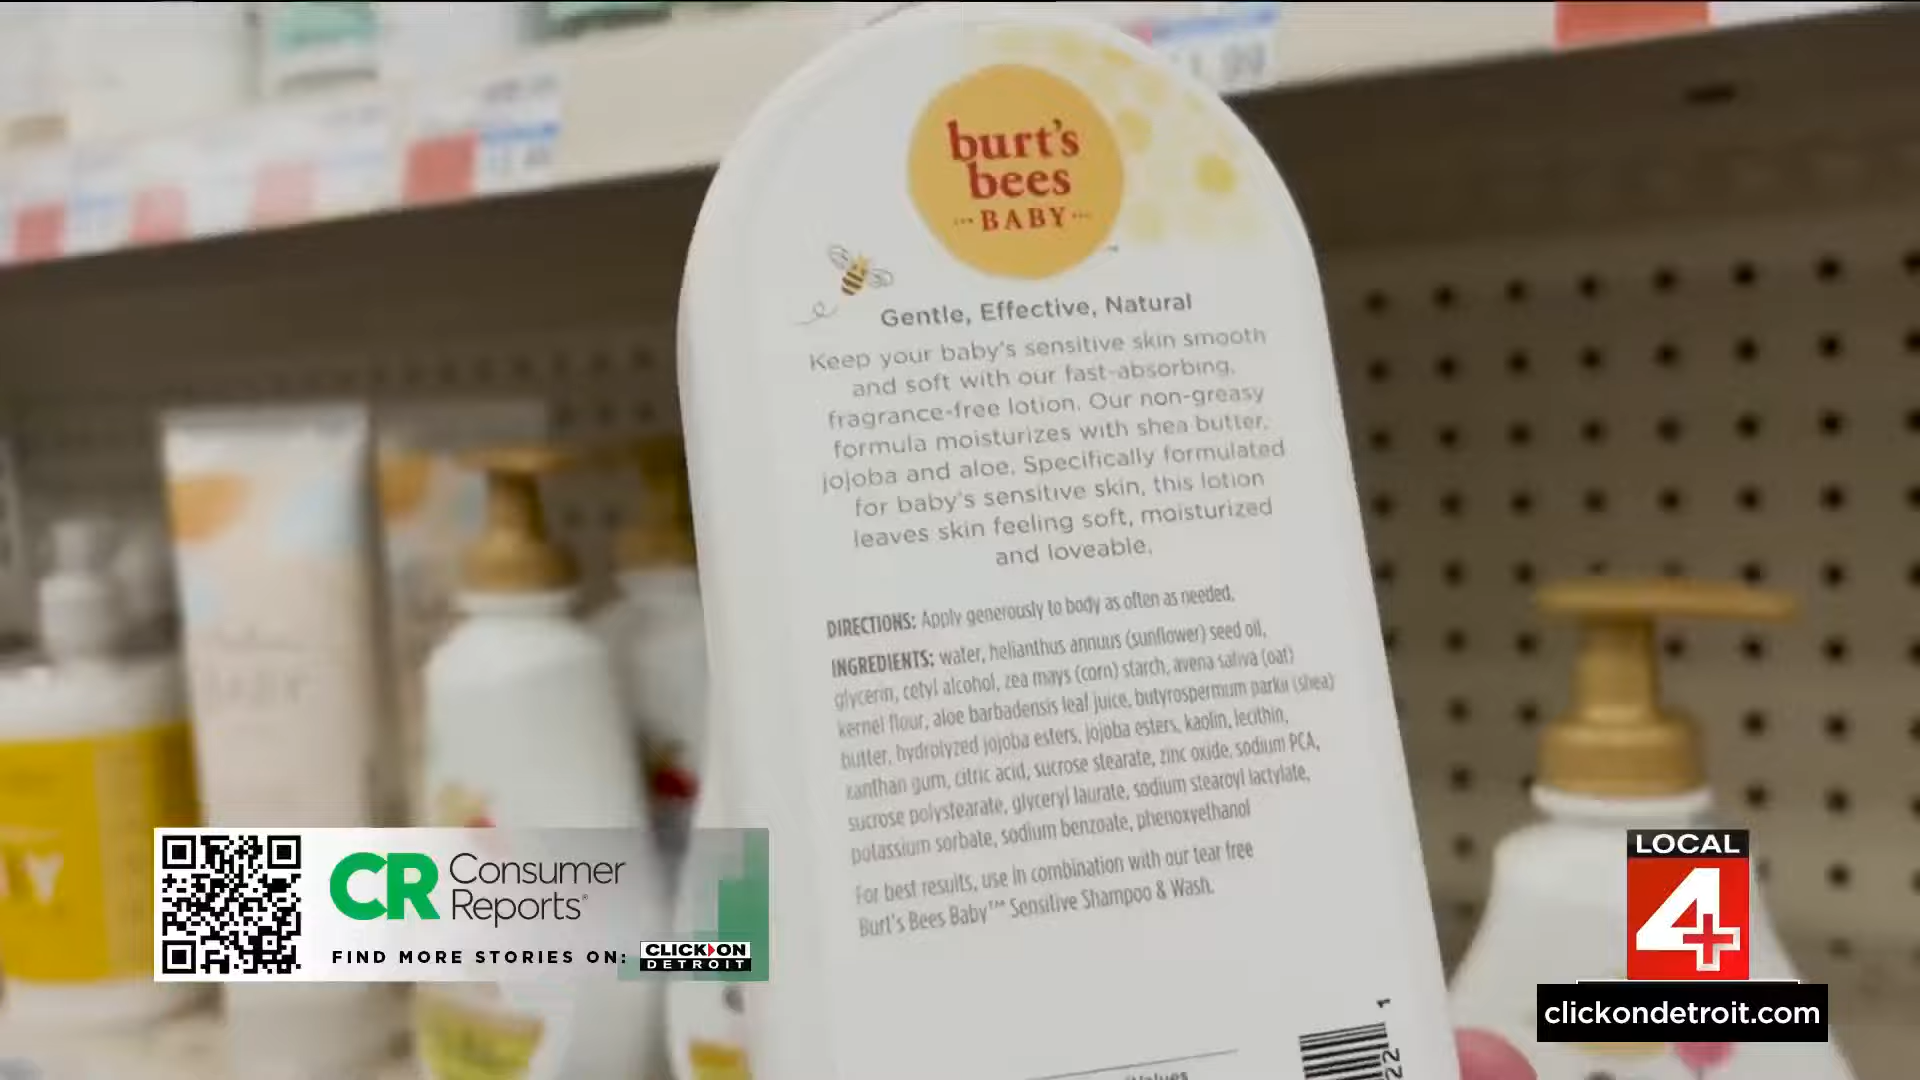 1.99
burt's
bees
BABY
Gentle, Effective, Natural
Keep your baby's sensitive skin smooth
and soft with our fast-absorbing,
fragrance-free lotion. Our non-greasy
formula moisturizes with shea butter,
jojoba and aloe. Specifically formulated
for baby's sensitive skin, this lotion
leaves skin feeling soft, moisturized
and loveable.
DIRECTIONS: Apply generously to body as often as needed.
INGREDIENTS: water, helianthus annuus (sunflower) seed oil,
glycerin, cetyl alcohol, zea mays (corn) starch, avena sativa (oat)
kernel flour, aloe barbadensis leaf juice, butyrospermum parkii (shea)
butter, hydrolyzed jojoba esters, jojoba esters, kaolin, lecithin,
xanthan gum, citric acid, sucrose stearate, zinc oxide, sodium PCA,
sucrose polystearate, glyceryl laurate, sodium stearoyl lactylate,
potassium sorbate, sodium benzoate, phenoxyethanol
For best results, use in combination with our tear free
Burt's Bees Baby™ Sensitive Shampoo & Wash.
1
22
CR Consumer
Reports®
FIND MORE STORIES ON: CLICK ON
DETROIT
LOCAL
4
clickondetroit.com